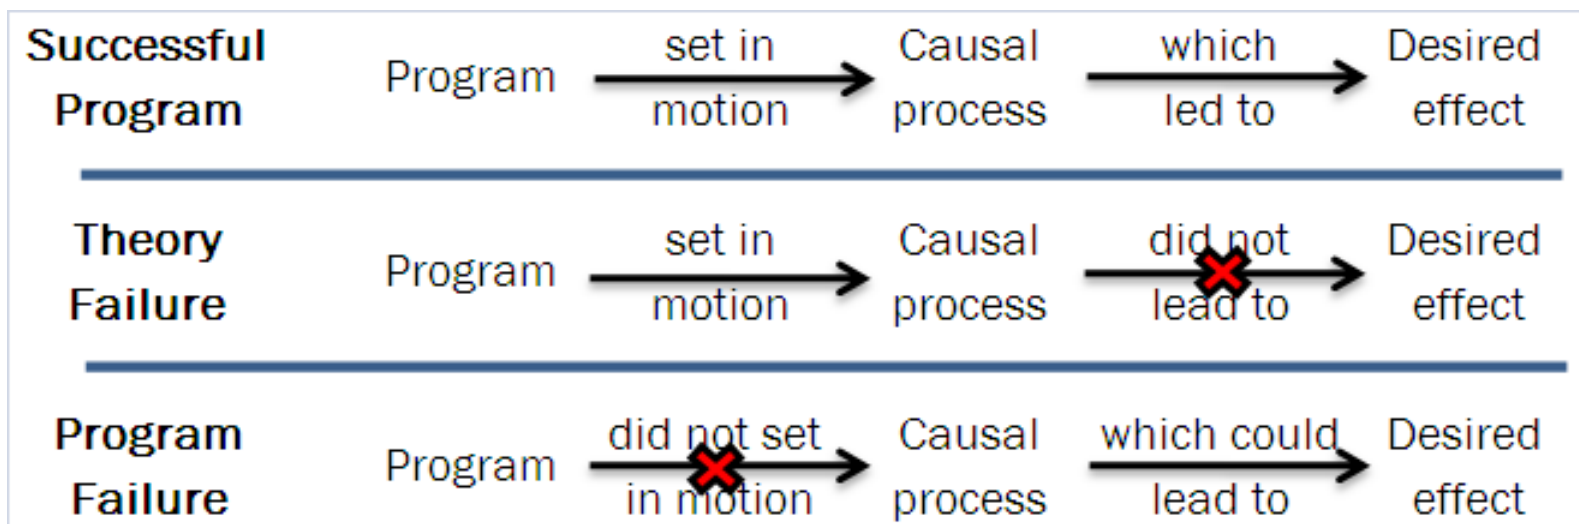 Successful set in Causal which Desired
Program
Program motion process led to effect
Theory set in Causal did not Desired
Program
Failure motion process lead to effect
Program did not set Causal which could Desired
Program
Failure in motion process lead to effect